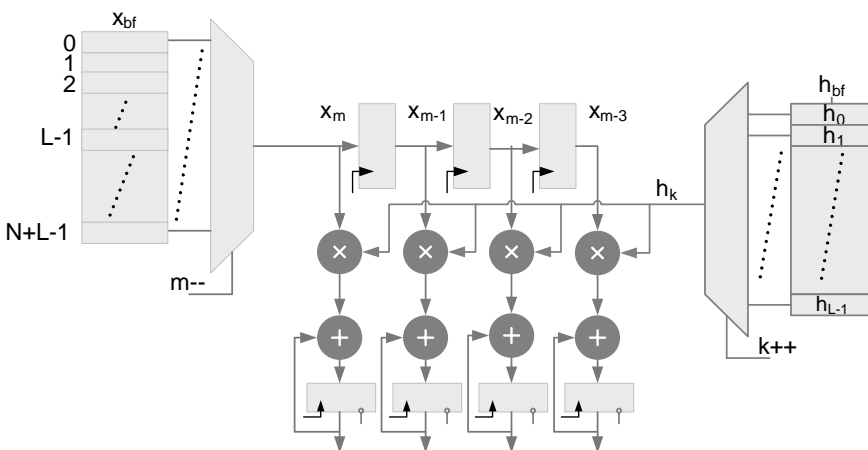 x_bf
0
1
2
L-1
N+L-1
m--
x_m
x_m-1
x_m-2
x_m-3
×
×
×
×
+
+
+
+
h_k
h_bf
h_0
h_1
h_L-1
k++